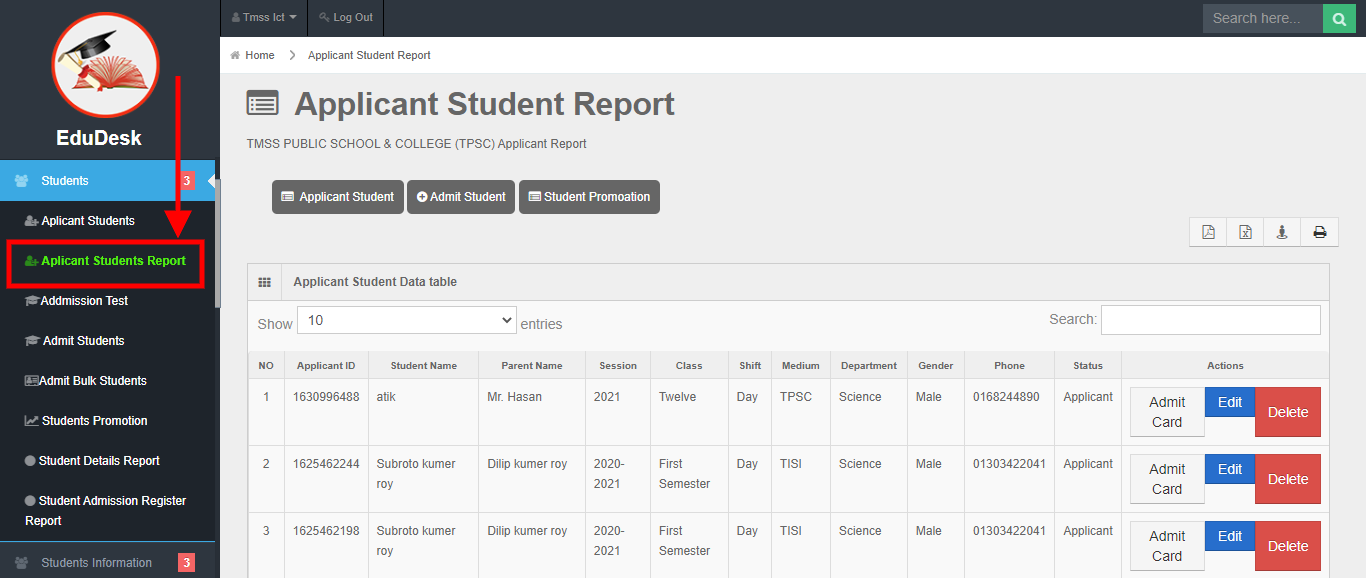 Tmss Ict
Log Out
Search here...
EduDesk
Home
Applicant Student Report
Applicant Student Report
TMSS PUBLIC SCHOOL & COLLEGE (TPSC) Applicant Report
Students 3
Aplicant Students
Aplicant Students Report
Addmission Test
Admit Students
Admit Bulk Students
Students Promotion
Student Details Report
Student Admission Register
Report
Students Information 3
Applicant Student
Admit Student
Student Promoation
Applicant Student Data table
Show 10 entries
Search:
NO Applicant ID Student Name Parent Name Session Class Shift Medium Department Gender Phone Status Actions
1 1630996488 atik Mr. Hasan 2021 Twelve Day TPSC Science Male 0168244890 Applicant Admit Edit Delete
Card
2 1625462244 Subroto kumer Dilip kumer roy 2020- First Day TISI Science Male 01303422041 Applicant Admit Edit Delete
roy 2021 Semester Card
3 1625462198 Subroto kumer Dilip kumer roy 2020- First Day TISI Science Male 01303422041 Applicant Admit Edit Delete
roy 2021 Semester Card